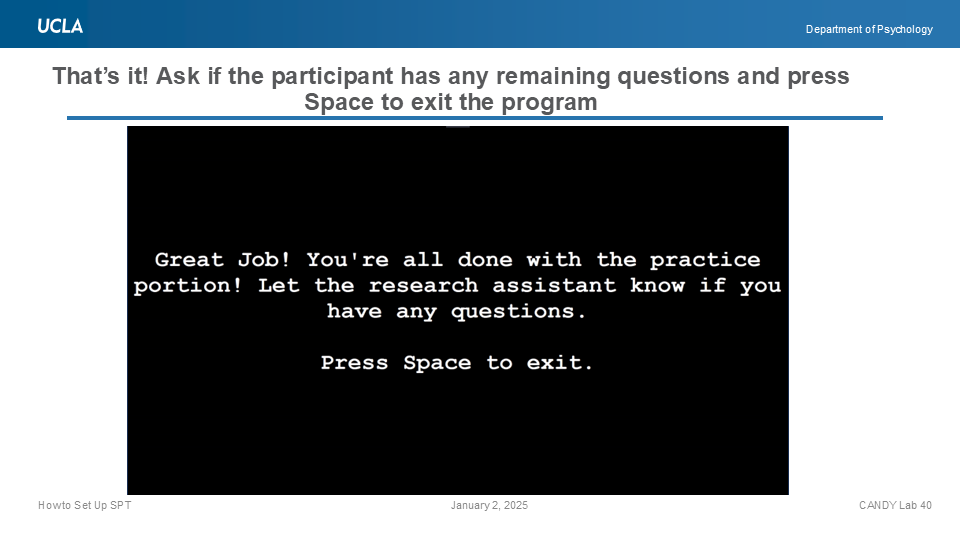 UCLA
Department of Psychology
That's it! Ask if the participant has any remaining questions and press
Space to exit the program
Great Job! You're all done with the practice
portion! Let the research assistant know if you
have any questions.
Press Space to exit.
Howto Set Up SPT
January 2, 2025
CANDY Lab 40